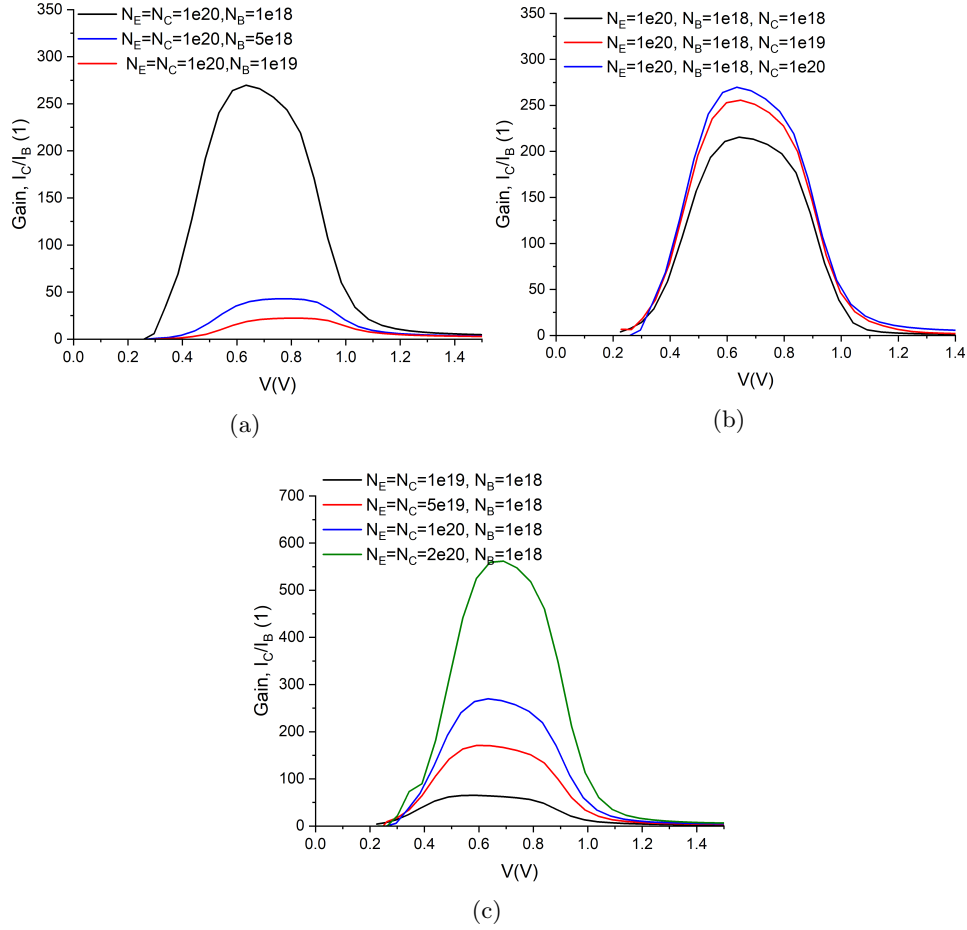 N_E=N_C=1e20,N_B=1e18
N_E=N_C=1e20,N_B=5e18
N_E=N_C=1e20,N_B=1e19
350
300
250
200
150
100
50
0
Gain, I_C/I_B (1)
0.0 0.2 0.4 0.6 0.8 1.0 1.2 1.4
V(V)
(a)
N_E=1e20, N_B=1e18, N_C=1e18
N_E=1e20, N_B=1e18, N_C=1e19
N_E=1e20, N_B=1e18, N_C=1e20
350
300
250
200
150
100
50
0
Gain, I_C/I_B (1)
0.0 0.2 0.4 0.6 0.8 1.0 1.2 1.4
V(V)
(b)
N_E=N_C=1e19, N_B=1e18
N_E=N_C=5e19, N_B=1e18
N_E=N_C=1e20, N_B=1e18
N_E=N_C=2e20, N_B=1e18
700
600
500
400
300
200
100
0
Gain, I_C/I_B (1)
0.0 0.2 0.4 0.6 0.8 1.0 1.2 1.4
V(V)
(c)